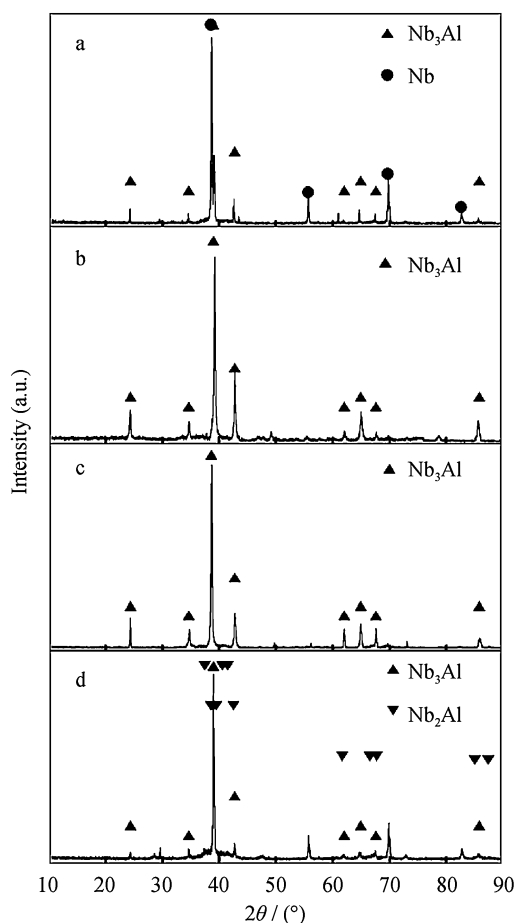 a
▲ Nb₃Al
● Nb
b
▲ Nb₃Al
c
▲ Nb₃Al
d
▲ Nb₃Al
▼ Nb₂Al
Intensity (a.u.)
10 20 30 40 50 60 70 80 90
2θ / (°)